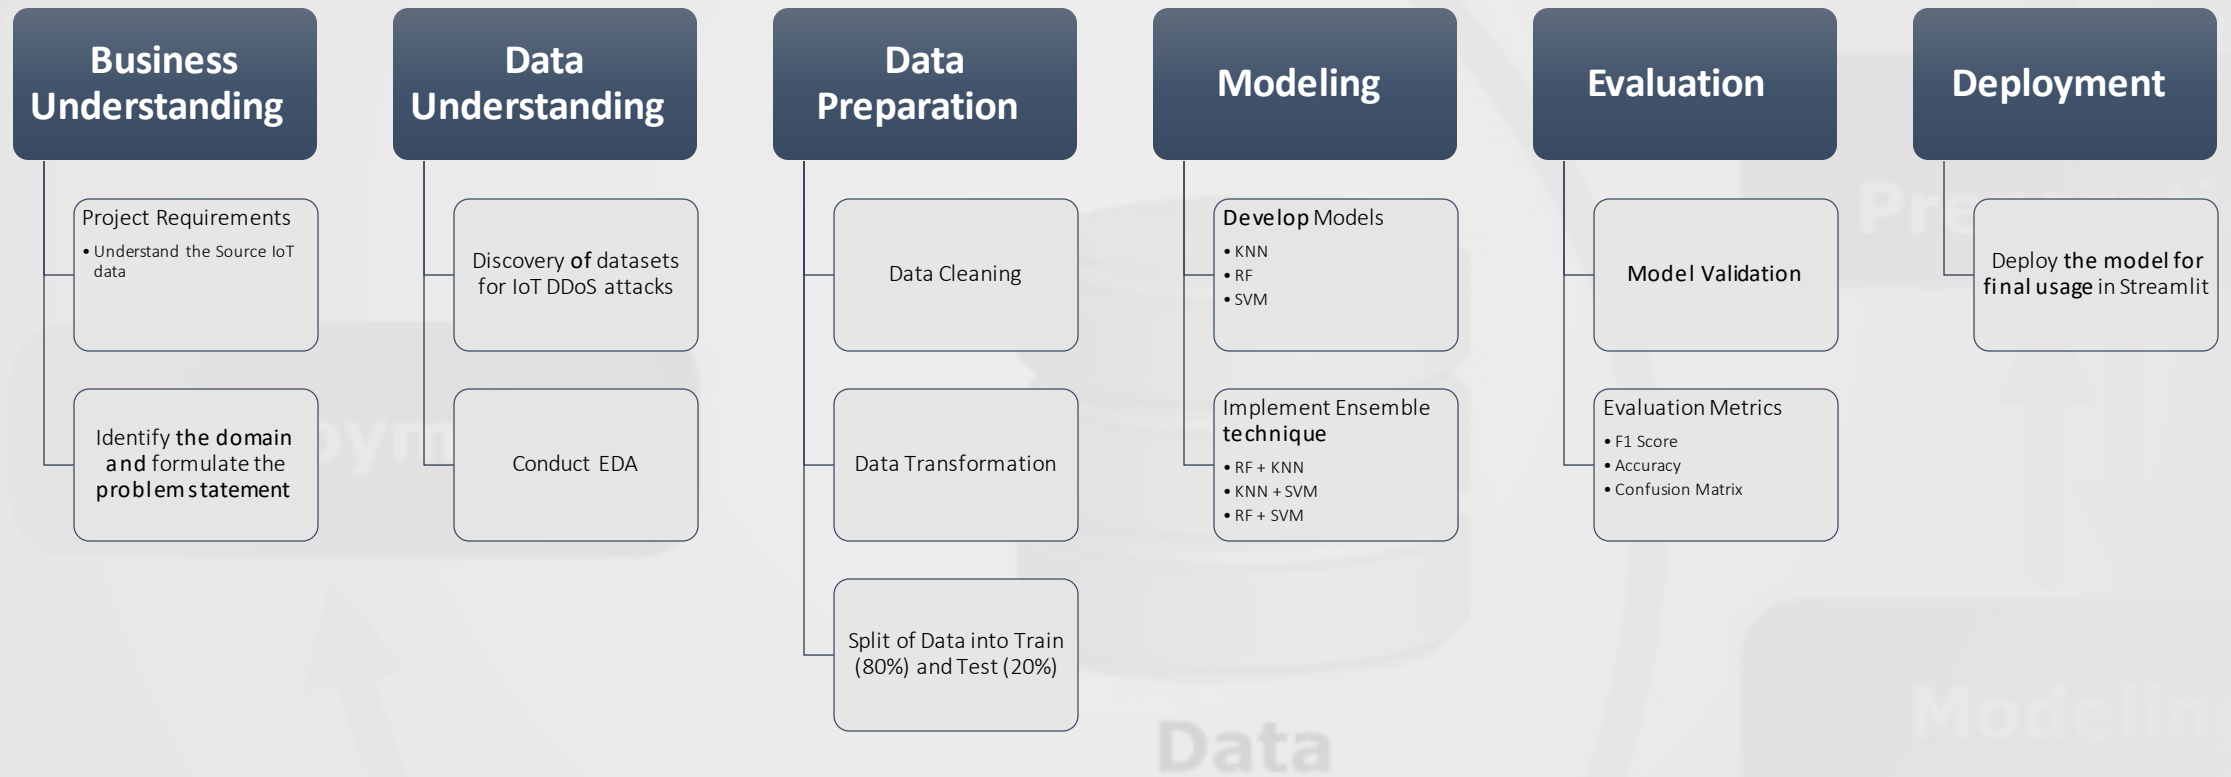 Business
Understanding
Project Requirements
• Understand the Source IoT
data
Identify the domain
and formulate the
problem statement
Data
Understanding
Discovery of datasets
for IoT DDoS attacks
Conduct EDA
Data
Preparation
Data Cleaning
Data Transformation
Split of Data into Train
(80%) and Test (20%)
Modeling
Develop Models
• KNN
• RF
• SVM
Implement Ensemble
technique
• RF + KNN
• KNN + SVM
• RF + SVM
Evaluation
Model Validation
Evaluation Metrics
• F1 Score
• Accuracy
• Confusion Matrix
Deployment
Deploy the model for
final usage in Streamlit
Data
Modeling